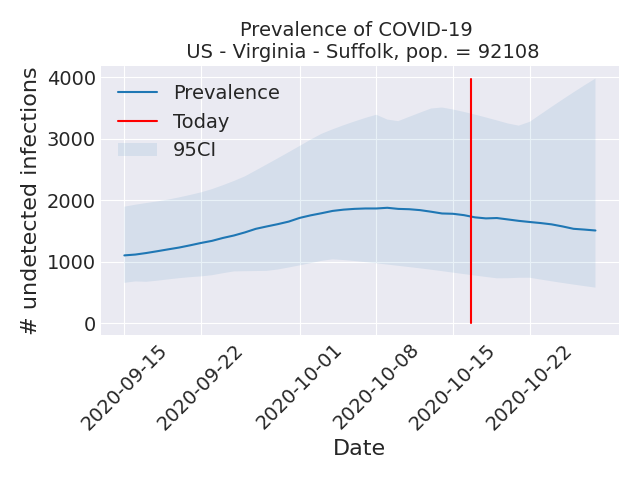 Prevalence of COVID-19
US - Virginia - Suffolk, pop. = 92108
# undetected infections
4000
3000
2000
1000
0
Prevalence
Today
95CI
2020-09-15
2020-09-22
2020-10-01
2020-10-08
2020-10-15
2020-10-22
Date